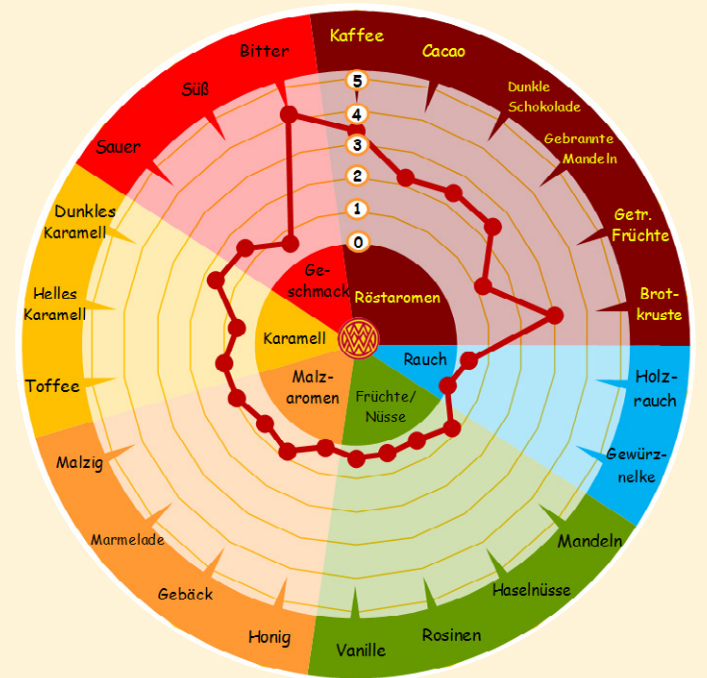 Kaffee
Cacao
Dunkle
Schokolade
Gebrannte
Mandeln
Getr.
Früchte
Brat-
kruste
Holz-
rauch
Gewürz-
nelke
Mandeln
Haselnüsse
Rosinen
Vanille
Honig
Gebäck
Marmelade
Malzig
Toffee
Helles
Karamell
Dunkles
Karamell
Sauer
Süß
Bitter
5
4
3
2
1
0
Ge-
schmack
Röstaromen
Karamell
Rauch
Malz-
aromen
Früchte/
Nüsse